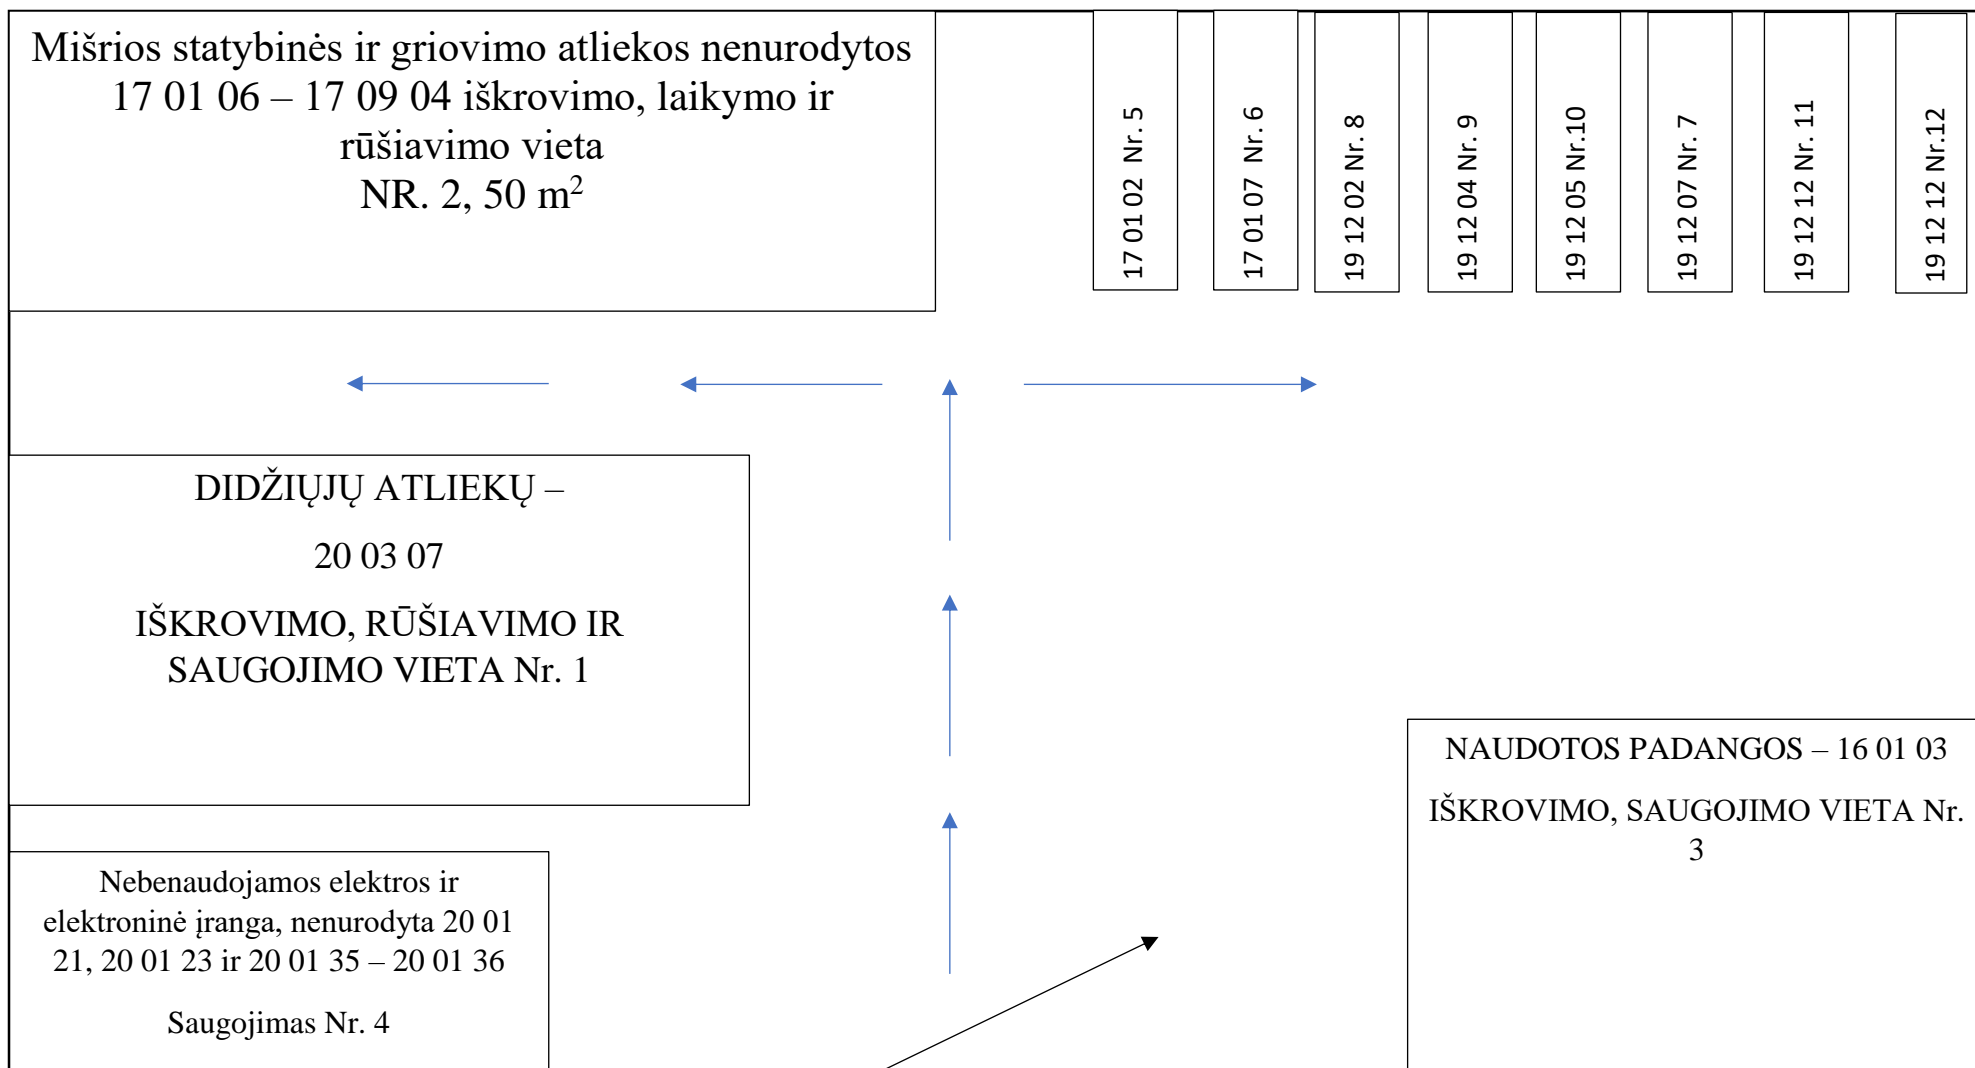 Mišrios statybinės ir griovimo atliekos nenurodytos
17 01 06 – 17 09 04 iškrovimo, laikymo ir
rūšiavimo vieta
NR. 2, 50 m²
17 01 02 Nr. 5
17 01 07 Nr. 6
19 12 02 Nr. 8
19 12 04 Nr. 9
19 12 05 Nr.10
19 12 07 Nr. 7
19 12 12 Nr. 11
19 12 12 Nr.12
DIDŽIŲJŲ ATLIEKŲ –
20 03 07
IŠKROVIMO, RŪŠIAVIMO IR
SAUGOJIMO VIETA Nr. 1
NAUDOTOS PADANGOS – 16 01 03
IŠKROVIMO, SAUGOJIMO VIETA Nr.
3
Nebenaudojamos elektros ir
elektroninė įranga, nenurodyta 20 01
21, 20 01 23 ir 20 01 35 – 20 01 36
Saugojimas Nr. 4